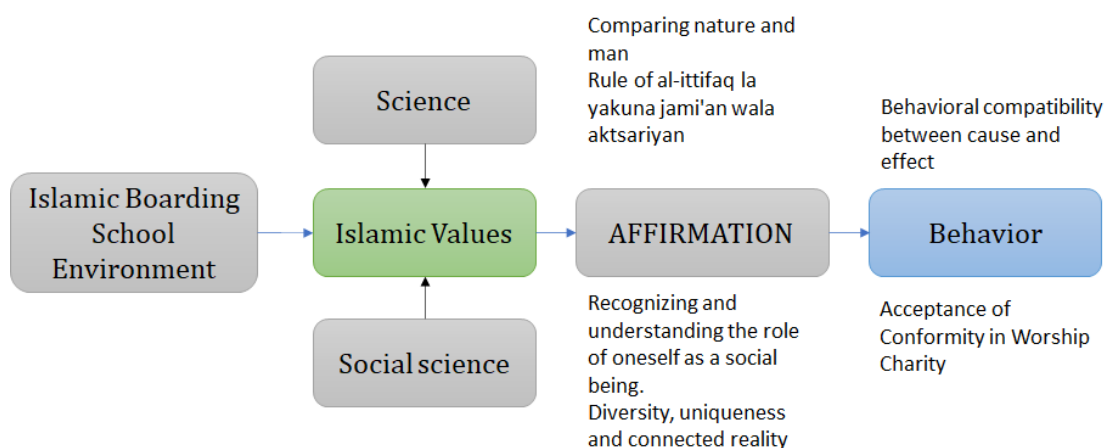 Comparing nature and
man
Rule of al-ittifaq la
yakuna jami'an wala
aktsariyan
Science
Behavioral compatibility
between cause and
effect
Islamic Boarding
School
Environment
Islamic Values
AFFIRMATION
Behavior
Social science
Recognizing and
understanding the role
of oneself as a social
being.
Diversity, uniqueness
and connected reality
Acceptance of
Conformity in Worship
Charity